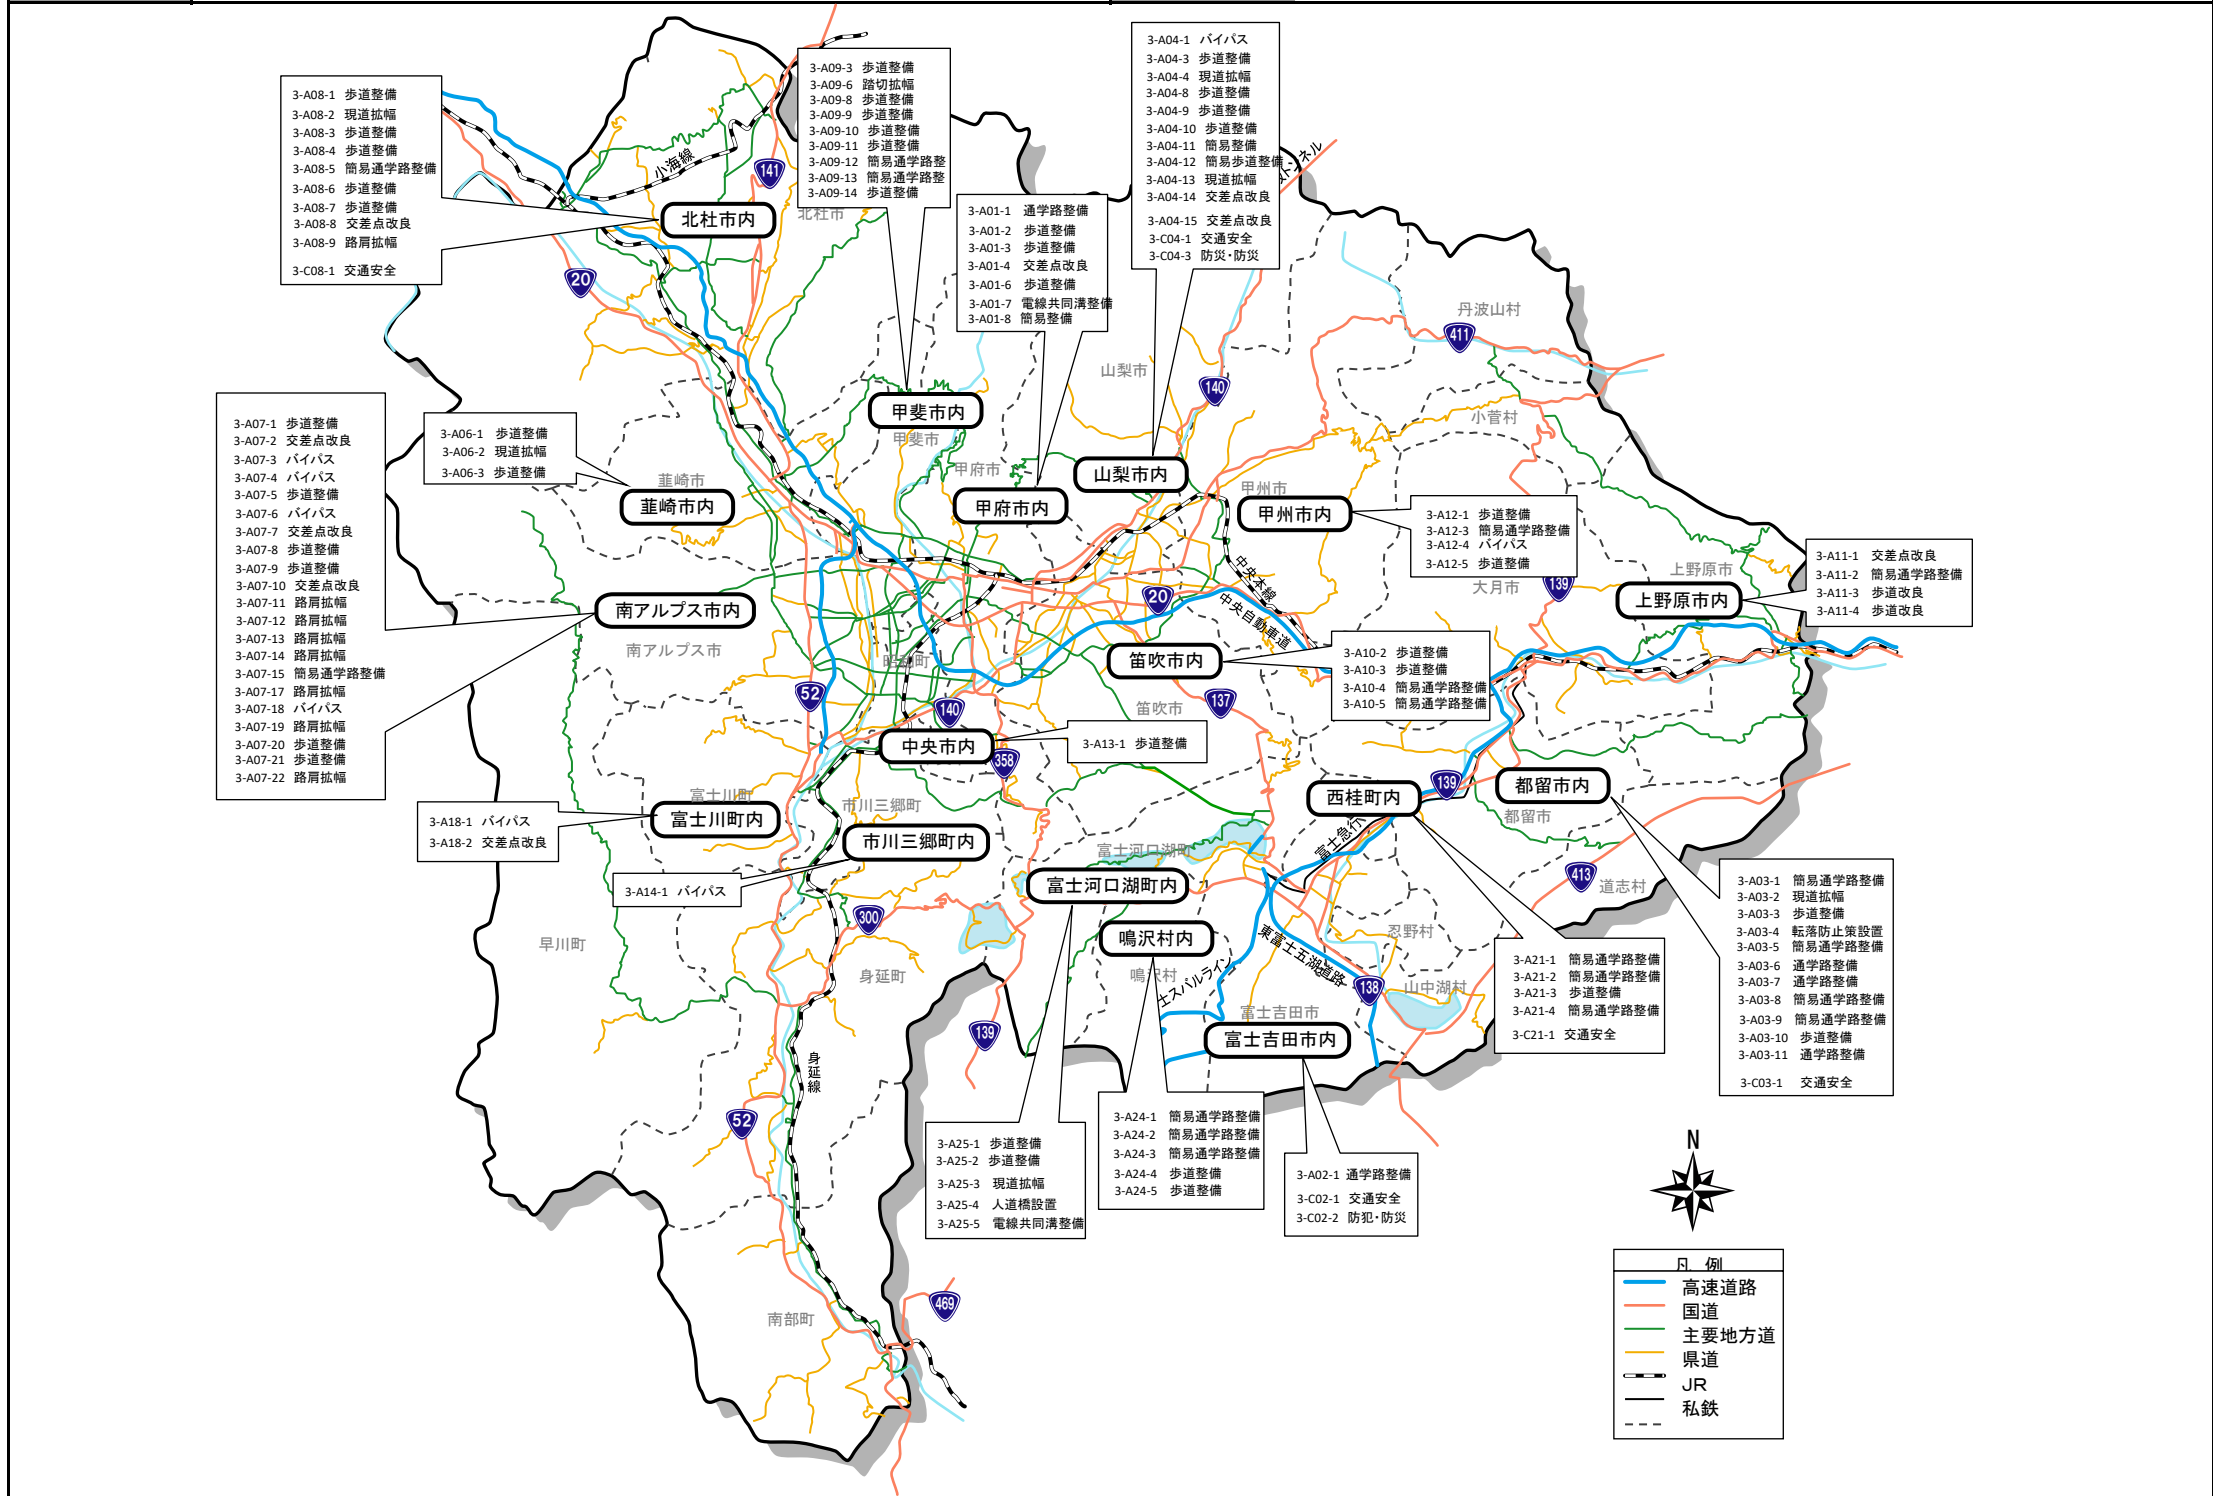 3-A08-1 歩道整備
3-A08-2 現道拡幅
3-A08-3 歩道整備
3-A08-4 歩道整備
3-A08-5 簡易通学路整備
3-A08-6 歩道整備
3-A08-7 歩道整備
3-A08-8 交差点改良
3-A08-9 路肩拡幅
3-C08-1 交通安全
3-A09-3 歩道整備
3-A09-6 踏切拡幅
3-A09-8 歩道整備
3-A09-9 歩道整備
3-A09-10 歩道整備
3-A09-11 歩道整備
3-A09-12 簡易通学路整
3-A09-13 簡易通学路整
3-A09-14 歩道整備
3-A04-1 バイパス
3-A04-3 歩道整備
3-A04-4 現道拡幅
3-A04-8 歩道整備
3-A04-9 歩道整備
3-A04-10 歩道整備
3-A04-11 簡易整備
3-A04-12 簡易歩道整備
3-A04-13 現道拡幅
3-A04-14 交差点改良
3-A04-15 交差点改良
3-C04-1 交通安全
3-C04-3 防災・防災
3-A01-1 通学路整備
3-A01-2 歩道整備
3-A01-3 歩道整備
3-A01-4 交差点改良
3-A01-6 歩道整備
3-A01-7 電線共同溝整備
3-A01-8 簡易整備
トンネル
小海線
141
北杜市内
北杜市
20
丹波山村
411
山梨市
140
小菅村
甲斐市内
甲斐市
甲府市
山梨市内
甲府市内
甲州市
甲州市内
3-A07-1 歩道整備
3-A07-2 交差点改良
3-A07-3 バイパス
3-A07-4 バイパス
3-A07-5 歩道整備
3-A07-6 バイパス
3-A07-7 交差点改良
3-A07-8 歩道整備
3-A07-9 歩道整備
3-A07-10 交差点改良
3-A07-11 路肩拡幅
3-A07-12 路肩拡幅
3-A07-13 路肩拡幅
3-A07-14 路肩拡幅
3-A07-15 簡易通学路整備
3-A07-17 路肩拡幅
3-A07-18 バイパス
3-A07-19 路肩拡幅
3-A07-20 歩道整備
3-A07-21 歩道整備
3-A07-22 路肩拡幅
3-A06-1 歩道整備
3-A06-2 現道拡幅
3-A06-3 歩道整備
韮崎市
韮崎市内
3-A12-1 歩道整備
3-A12-3 簡易通学路整備
3-A12-4 バイパス
3-A12-5 歩道整備
3-A11-1 交差点改良
3-A11-2 簡易通学路整備
3-A11-3 歩道改良
3-A11-4 歩道改良
中央本線
中央自動車道
20
139
大月市
上野原市
上野原市内
南アルプス市内
南アルプス市
昭和町
笛吹市内
3-A10-2 歩道整備
3-A10-3 歩道整備
3-A10-4 簡易通学路整備
3-A10-5 簡易通学路整備
52
140
137
笛吹市
中央市内
358
3-A13-1 歩道整備
139
西桂町内
都留市内
都留市
3-A18-1 バイパス
3-A18-2 交差点改良
富士川町
富士川町内
市川三郷町
市川三郷町内
3-A14-1 バイパス
富士急行
富士河口湖町
富士河口湖町内
413
道志村
3-A03-1 簡易通学路整備
3-A03-2 現道拡幅
3-A03-3 歩道整備
3-A03-4 転落防止策設置
3-A03-5 簡易通学路整備
3-A03-6 通学路整備
3-A03-7 通学路整備
3-A03-8 簡易通学路整備
3-A03-9 簡易通学路整備
3-A03-10 歩道整備
3-A03-11 通学路整備
3-C03-1 交通安全
300
早川町
身延町
鳴沢村内
鳴沢村
士スバルライン
東富士五湖道路
忍野村
138
山中湖村
3-A21-1 簡易通学路整備
3-A21-2 簡易通学路整備
3-A21-3 歩道整備
3-A21-4 簡易通学路整備
3-C21-1 交通安全
富士吉田市
富士吉田市内
139
身延線
52
3-A25-1 歩道整備
3-A25-2 歩道整備
3-A25-3 現道拡幅
3-A25-4 人道橋設置
3-A25-5 電線共同溝整備
3-A24-1 簡易通学路整備
3-A24-2 簡易通学路整備
3-A24-3 簡易通学路整備
3-A24-4 歩道整備
3-A24-5 歩道整備
3-A02-1 通学路整備
3-C02-1 交通安全
3-C02-2 防犯・防災
N
469
南部町
凡 例
高速道路
国道
主要地方道
県道
JR
私鉄